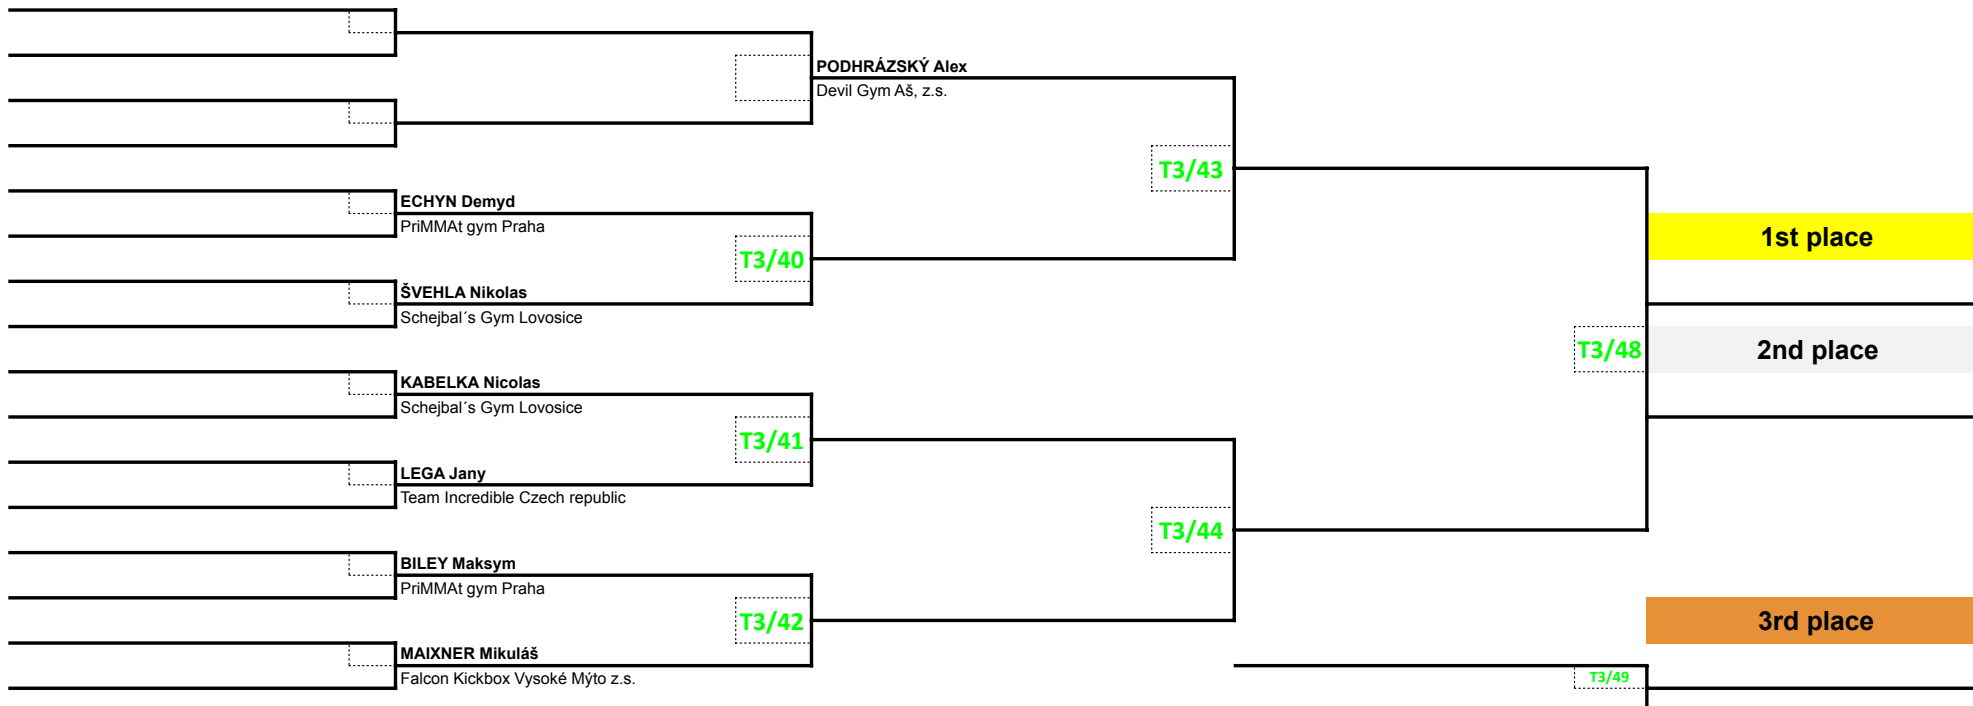 PODHRÁZSKÝ Alex
Devil Gym Aš, z.s.
T3/43
ECHYN Demyd
PriMMAt gym Praha
1st place
T3/40
ŠVEHLA Nikolas
Schejbal´s Gym Lovosice
T3/48
2nd place
KABELKA Nicolas
Schejbal´s Gym Lovosice
T3/41
LEGA Jany
Team Incredible Czech republic
T3/44
BILEY Maksym
PriMMAt gym Praha
T3/42
3rd place
MAIXNER Mikuláš
Falcon Kickbox Vysoké Mýto z.s.
T3/49